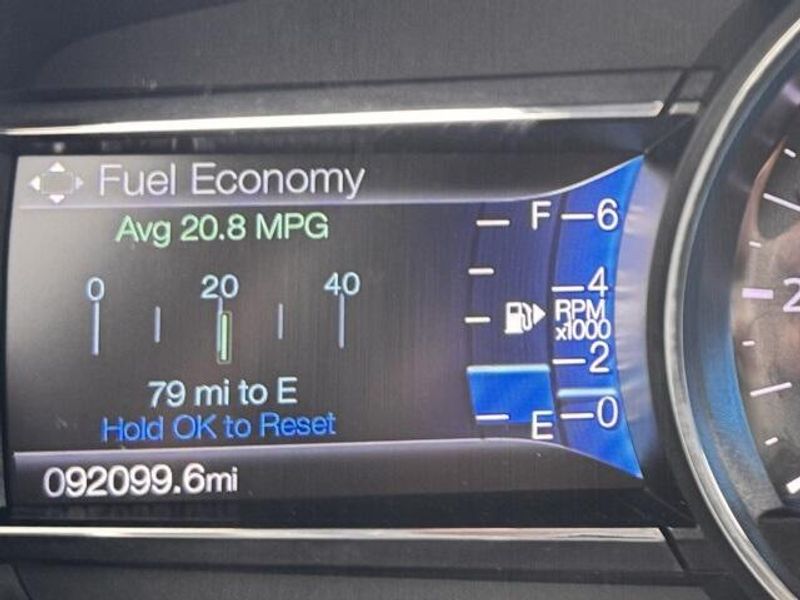 Fuel Economy
Avg 20.8 MPG
0 20 40
79 mi to E
Hold OK to Reset
092099.6mi
F
E
6
4
RPM
x1000
2
0
2